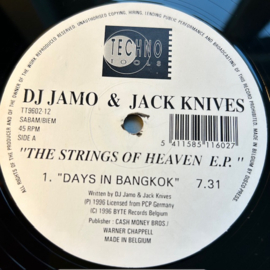 TECHNO
TOOLS
DJ JAMO & JACK KNIVES
119602-12
SABAM/BIEM
45 RPM
SIDE A
5 411585 116027
"THE STRINGS OF HEAVEN E.P."
1. "DAYS IN BANGKOK" 7.31
Written by DJ Jamo & Jack Knives
(P) 1996 Licensed from PCP Germany
(C) 1996 BYTE Records Belgium
Publisher : CASH MONEY BROS./
WARNER CHAPPELL
MADE IN BELGIUM